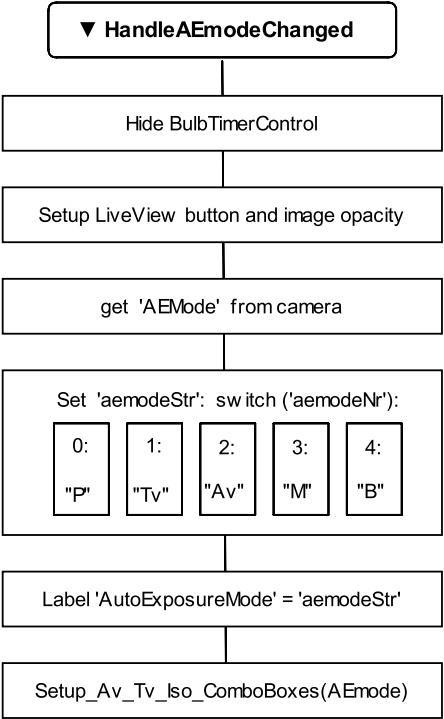 ▼ HandleAEmodeChanged
Hide BulbTimerControl
Setup LiveView button and image opacity
get 'AEMode' from camera
Set 'aemodeStr': switch ('aemodeNr'):
0: 1: 2: 3: 4:
"P" "Tv" "Av" "M" "B"
Label 'AutoExposureMode' = 'aemodeStr'
Setup_Av_Tv_Iso_ComboBoxes(AEmode)